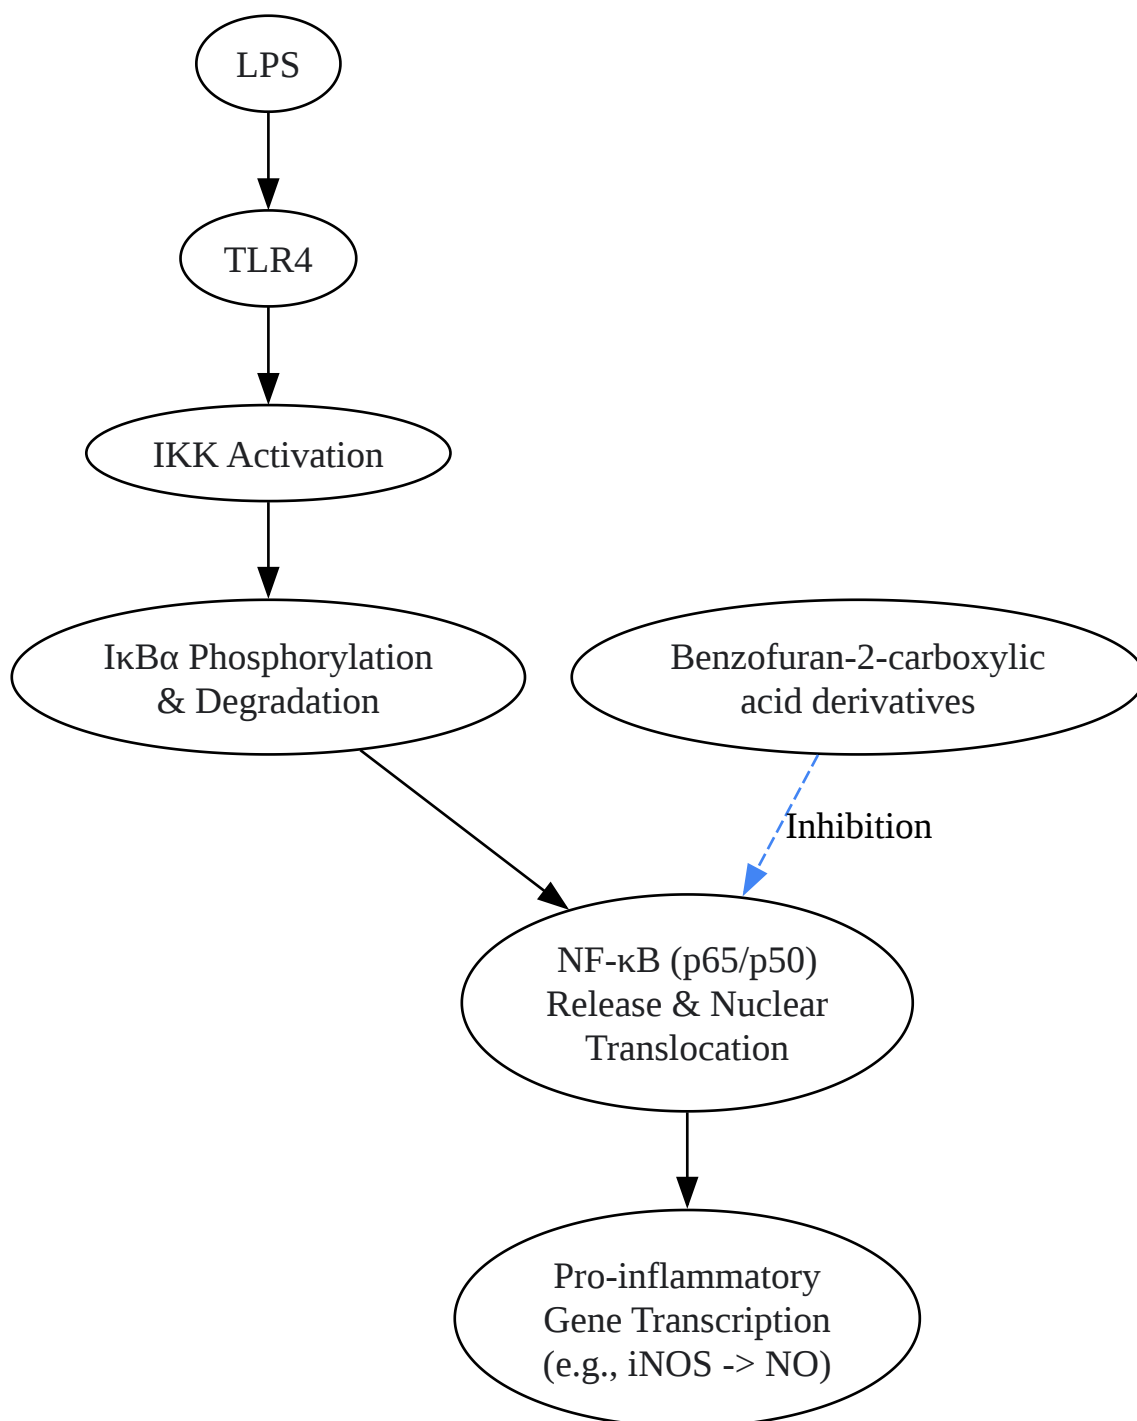 LPS
TLR4
IKK Activation
IκBα Phosphorylation
& Degradation
Benzofuran-2-carboxylic
acid derivatives
Inhibition
NF-κB (p65/p50)
Release & Nuclear
Translocation
Pro-inflammatory
Gene Transcription
(e.g., iNOS -> NO)